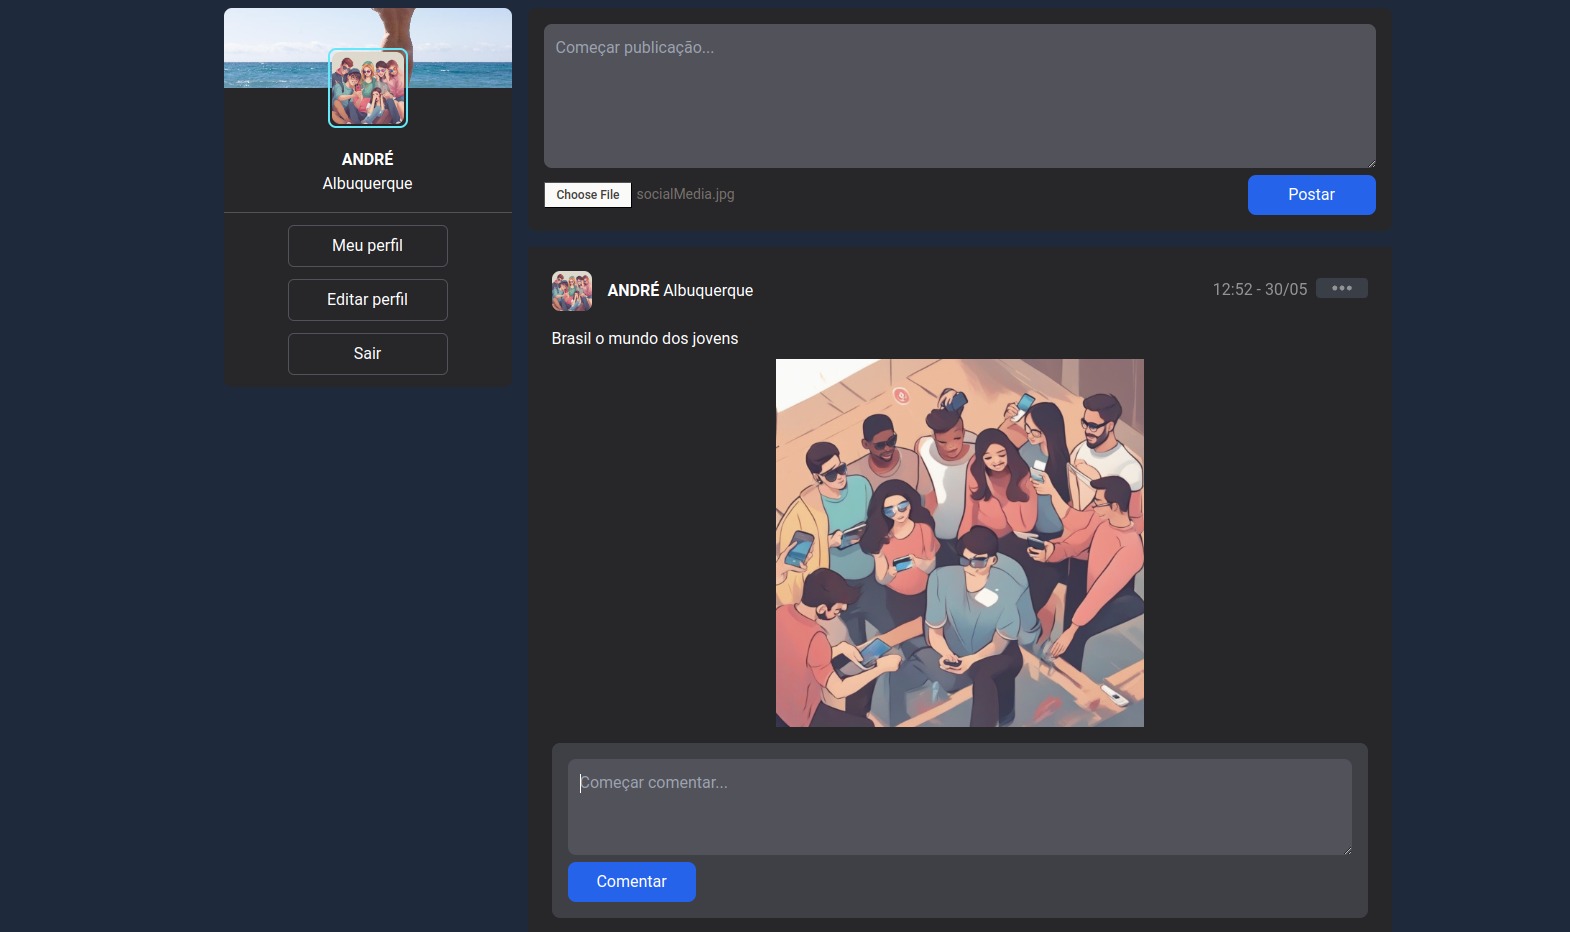 ANDRÉ
Albuquerque
Meu perfil
Editar perfil
Sair
Começar publicação...
Choose File socialMedia.jpg
Postar
ANDRÉ Albuquerque
12:52 - 30/05
Brasil o mundo dos jovens
Começar comentar...
Comentar